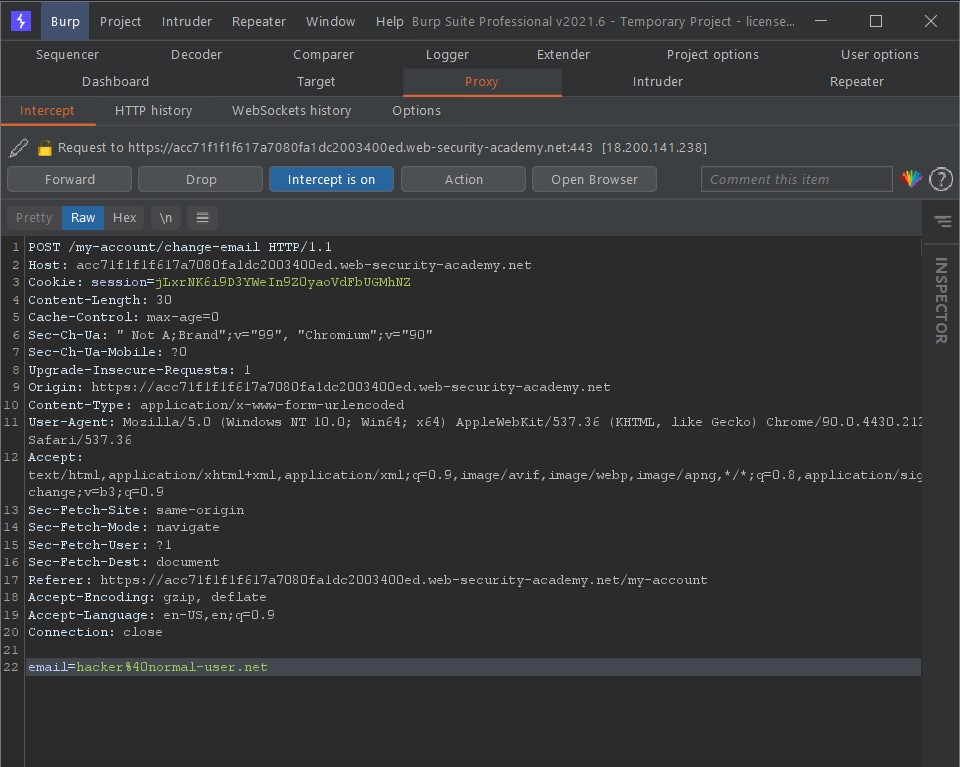 Burp Project Intruder Repeater Window Help Burp Suite Professional v2021.6 - Temporary Project - license...
Sequencer Decoder Comparer Logger Extender Project options User options
Dashboard Target Proxy Intruder Repeater
Intercept HTTP history WebSockets history Options
Request to https://acc71f1f1f617a7080fa1dc2003400ed.web-security-academy.net:443 [18.200.141.238]
Forward Drop Intercept is on Action Open Browser Comment this item ?
Pretty Raw Hex \n
INSPECTOR
1 POST /my-account/change-email HTTP/1.1
2 Host: acc71f1f1f617a7080fa1dc2003400ed.web-security-academy.net
3 Cookie: session=jLxrNK6i9D3YWeIn9Z0yaoVdFbUGMhNZ
4 Content-Length: 30
5 Cache-Control: max-age=0
6 Sec-Ch-Ua: " Not A;Brand";v="99", "Chromium";v="90"
7 Sec-Ch-Ua-Mobile: ?0
8 Upgrade-Insecure-Requests: 1
9 Origin: https://acc71f1f1f617a7080fa1dc2003400ed.web-security-academy.net
10 Content-Type: application/x-www-form-urlencoded
11 User-Agent: Mozilla/5.0 (Windows NT 10.0; Win64; x64) AppleWebKit/537.36 (KHTML, like Gecko) Chrome/90.0.4430.212
Safari/537.36
12 Accept:
text/html,application/xhtml+xml,application/xml;q=0.9,image/avif,image/webp,image/apng,*/*;q=0.8,application/sig
change;v=b3;q=0.9
13 Sec-Fetch-Site: same-origin
14 Sec-Fetch-Mode: navigate
15 Sec-Fetch-User: ?1
16 Sec-Fetch-Dest: document
17 Referer: https://acc71f1f1f617a7080fa1dc2003400ed.web-security-academy.net/my-account
18 Accept-Encoding: gzip, deflate
19 Accept-Language: en-US,en;q=0.9
20 Connection: close
21
22 email=hacker%40normal-user.net